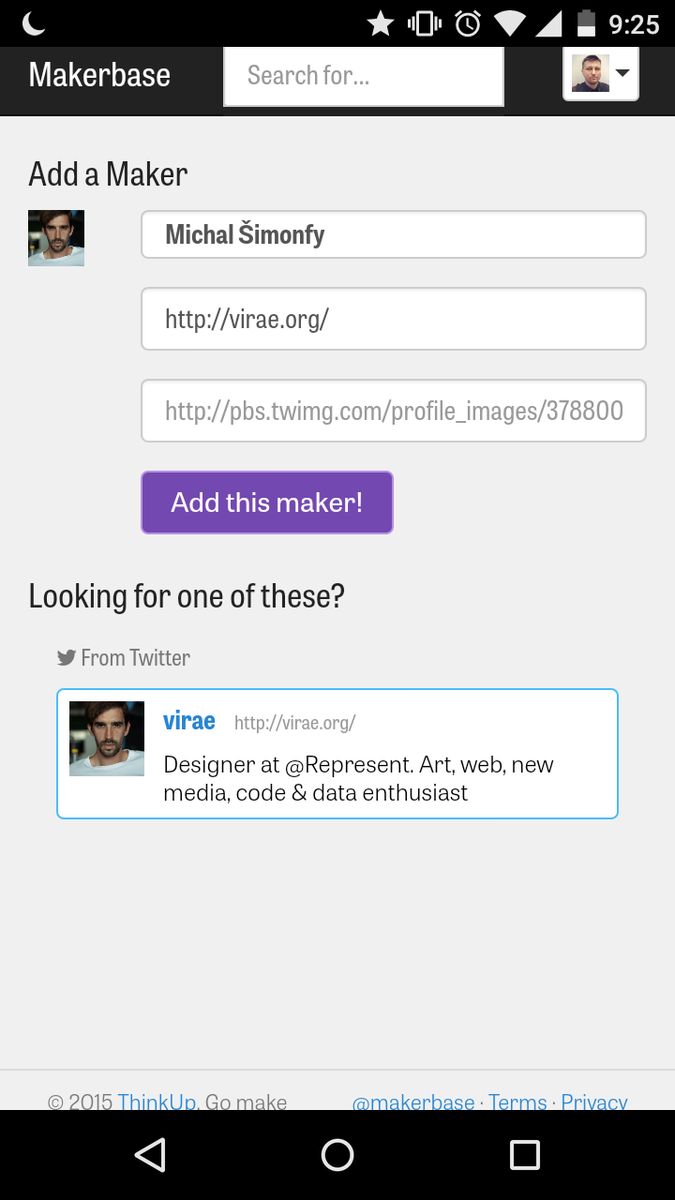 9:25
Makerbase
Search for...
Add a Maker
Michal Šimonfy
http://virae.org/
http://pbs.twimg.com/profile_images/378800
Add this maker!
Looking for one of these?
From Twitter
virae http://virae.org/
Designer at @Represent. Art, web, new
media, code & data enthusiast
© 2015 ThinkUp. Go make @makerbase · Terms · Privacy